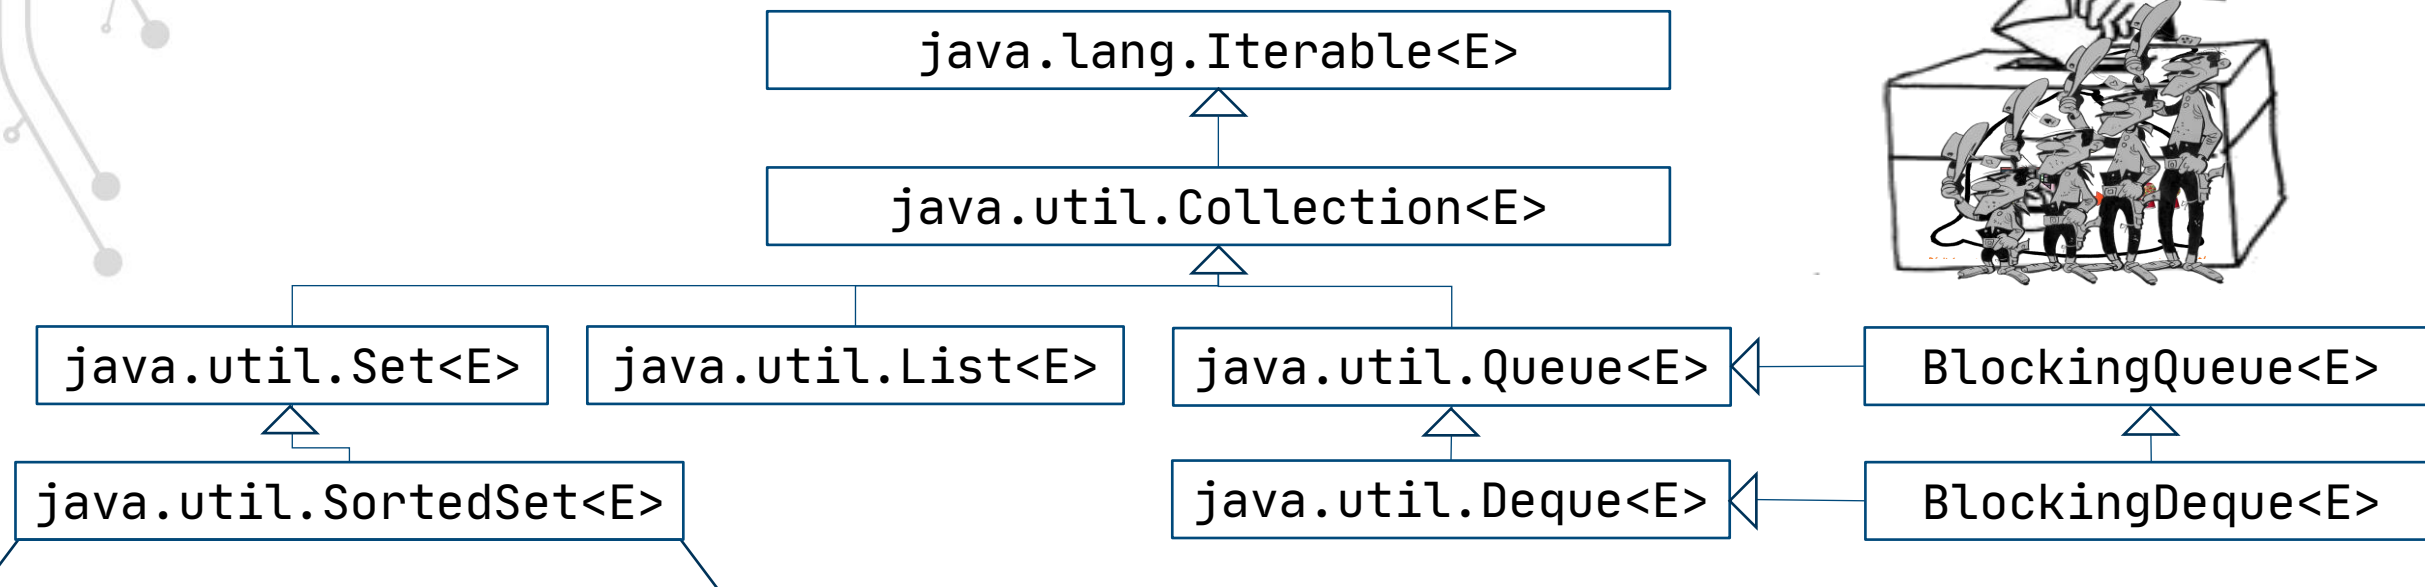 java.lang.Iterable<E>
java.util.Collection<E>
java.util.Set<E>
java.util.List<E>
java.util.Queue<E>
BlockingQueue<E>
java.util.SortedSet<E>
java.util.Deque<E>
BlockingDeque<E>